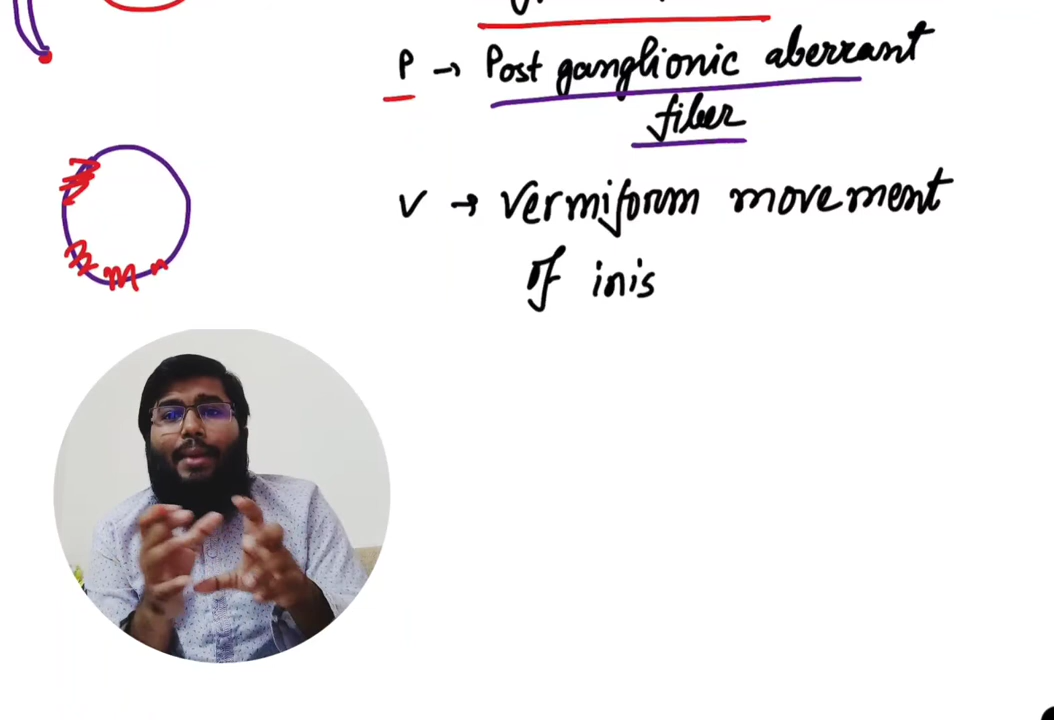 P → Post ganglionic aberrant
fiber
V → Vermiform movement
of iris